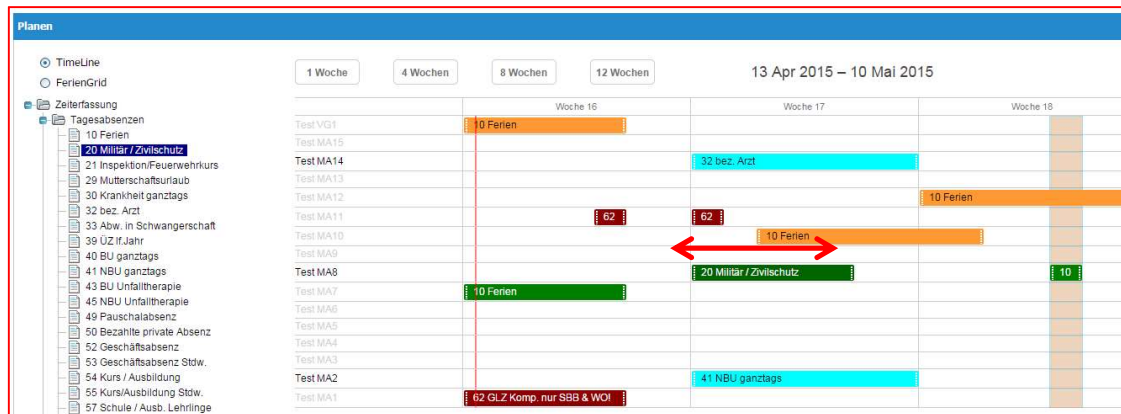 Planen
TimeLine
FerienGrid
1 Woche 4 Wochen 8 Wochen 12 Wochen 13 Apr 2015 – 10 Mai 2015
Zeiterfassung
Tagesabsenzen
10 Ferien
20 Militär / Zivilschutz
21 Inspektion/Feuerwehrkurs
29 Mutterschaftsurlaub
30 Krankheit ganztags
32 bez. Arzt
33 Abw. in Schwangerschaft
39 ÜZ lf.Jahr
40 BU ganztags
41 NBU ganztags
43 BU Unfalltherapie
45 NBU Unfalltherapie
49 Pauschalabsenz
50 Bezahlte private Absenz
52 Geschäftsabsenz
53 Geschäftsabsenz Stdw.
54 Kurs / Ausbildung
55 Kurs/Ausbildung Stdw.
57 Schule / Ausb. Lehrlinge
Woche 16 Woche 17 Woche 18
Test VG1 10 Ferien
Test MA15
Test MA14 32 bez. Arzt
Test MA13
Test MA12 10 Ferien
Test MA11 62 62
Test MA10 10 Ferien
Test MA9
Test MA8 20 Militär / Zivilschutz 10
Test MA7 10 Ferien
Test MA6
Test MA5
Test MA4
Test MA3
Test MA2 41 NBU ganztags
Test MA1 62 GLZ Komp. nur SBB & WO!